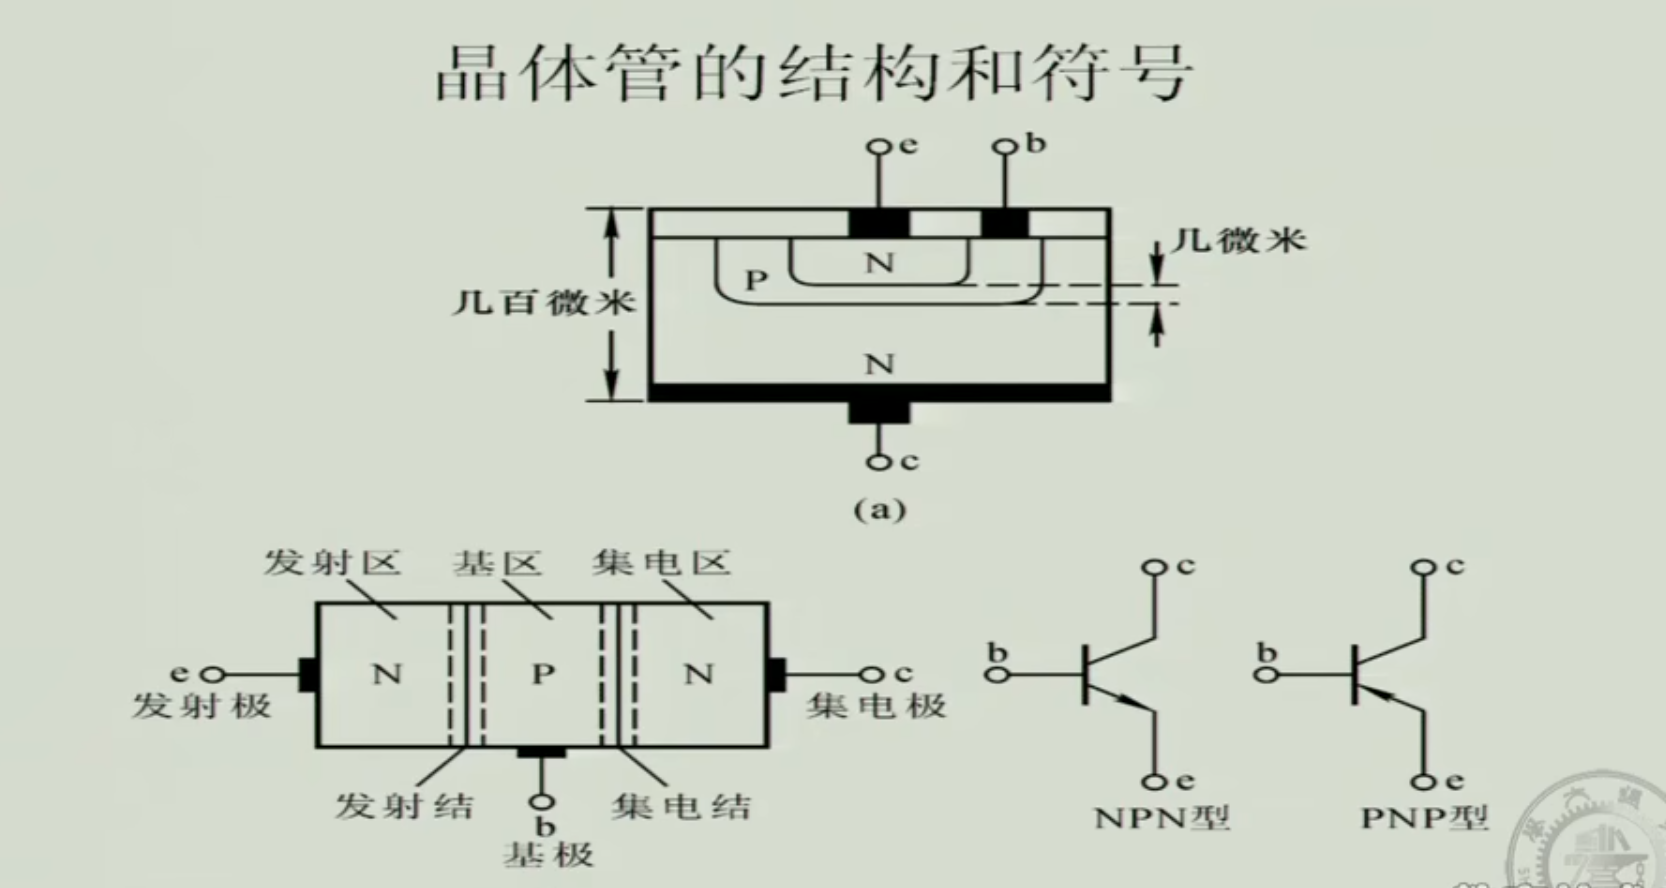 晶体管的结构和符号
e b
几微米
N
P
几百微米
N
c
(a)
发射区 基区 集电区
e N P N c
发射极 集电极
发射结 集电结
b
基极
c c
b b
e e
NPN型 PNP型